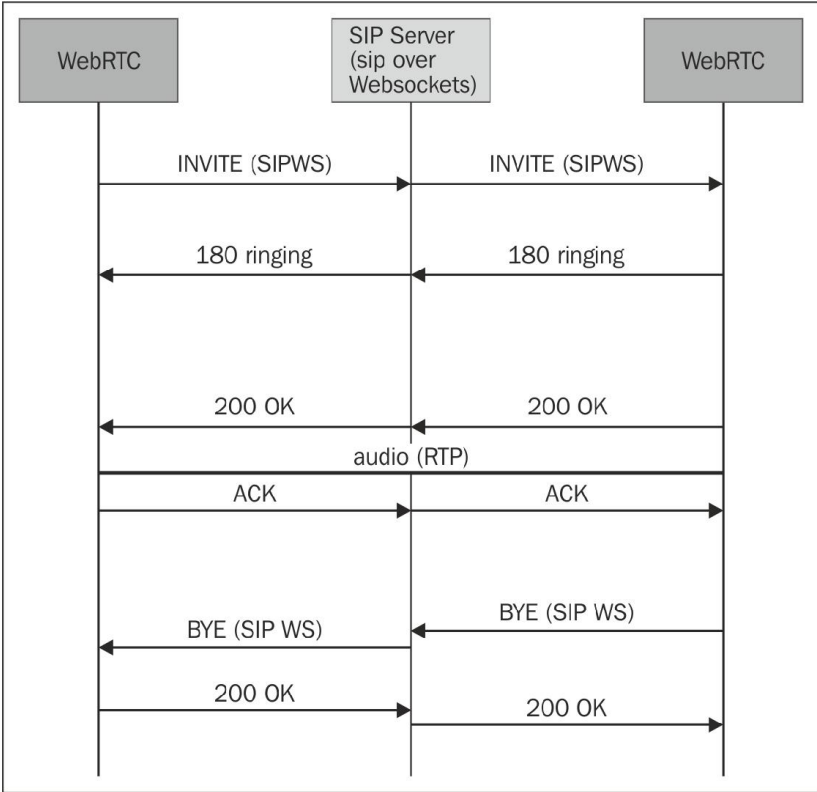 WebRTC
SIP Server
(sip over
Websockets)
WebRTC
INVITE (SIPWS)
INVITE (SIPWS)
180 ringing
180 ringing
200 OK
200 OK
audio (RTP)
ACK
ACK
BYE (SIP WS)
BYE (SIP WS)
200 OK
200 OK